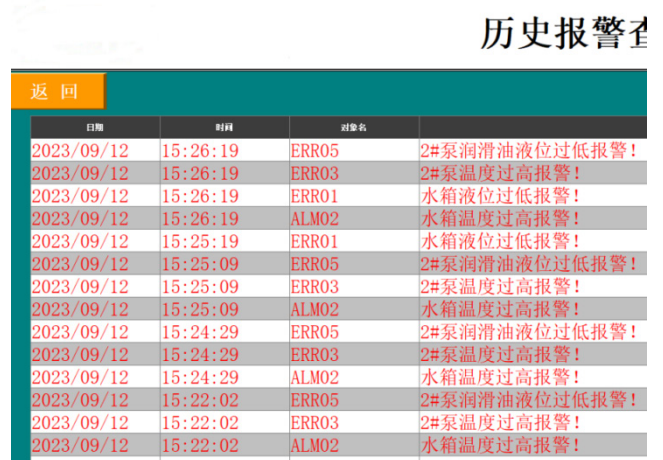 历史报警查
返 回
日期 时间 对象名
2023/09/12 15:26:19 ERR05 2#泵润滑油液位过低报警!
2023/09/12 15:26:19 ERR03 2#泵温度过高报警!
2023/09/12 15:26:19 ERR01 水箱液位过低报警!
2023/09/12 15:26:19 ALM02 水箱温度过高报警!
2023/09/12 15:25:19 ERR01 水箱液位过低报警!
2023/09/12 15:25:09 ERR05 2#泵润滑油液位过低报警!
2023/09/12 15:25:09 ERR03 2#泵温度过高报警!
2023/09/12 15:25:09 ALM02 水箱温度过高报警!
2023/09/12 15:24:29 ERR05 2#泵润滑油液位过低报警!
2023/09/12 15:24:29 ERR03 2#泵温度过高报警!
2023/09/12 15:24:29 ALM02 水箱温度过高报警!
2023/09/12 15:22:02 ERR05 2#泵润滑油液位过低报警!
2023/09/12 15:22:02 ERR03 2#泵温度过高报警!
2023/09/12 15:22:02 ALM02 水箱温度过高报警!